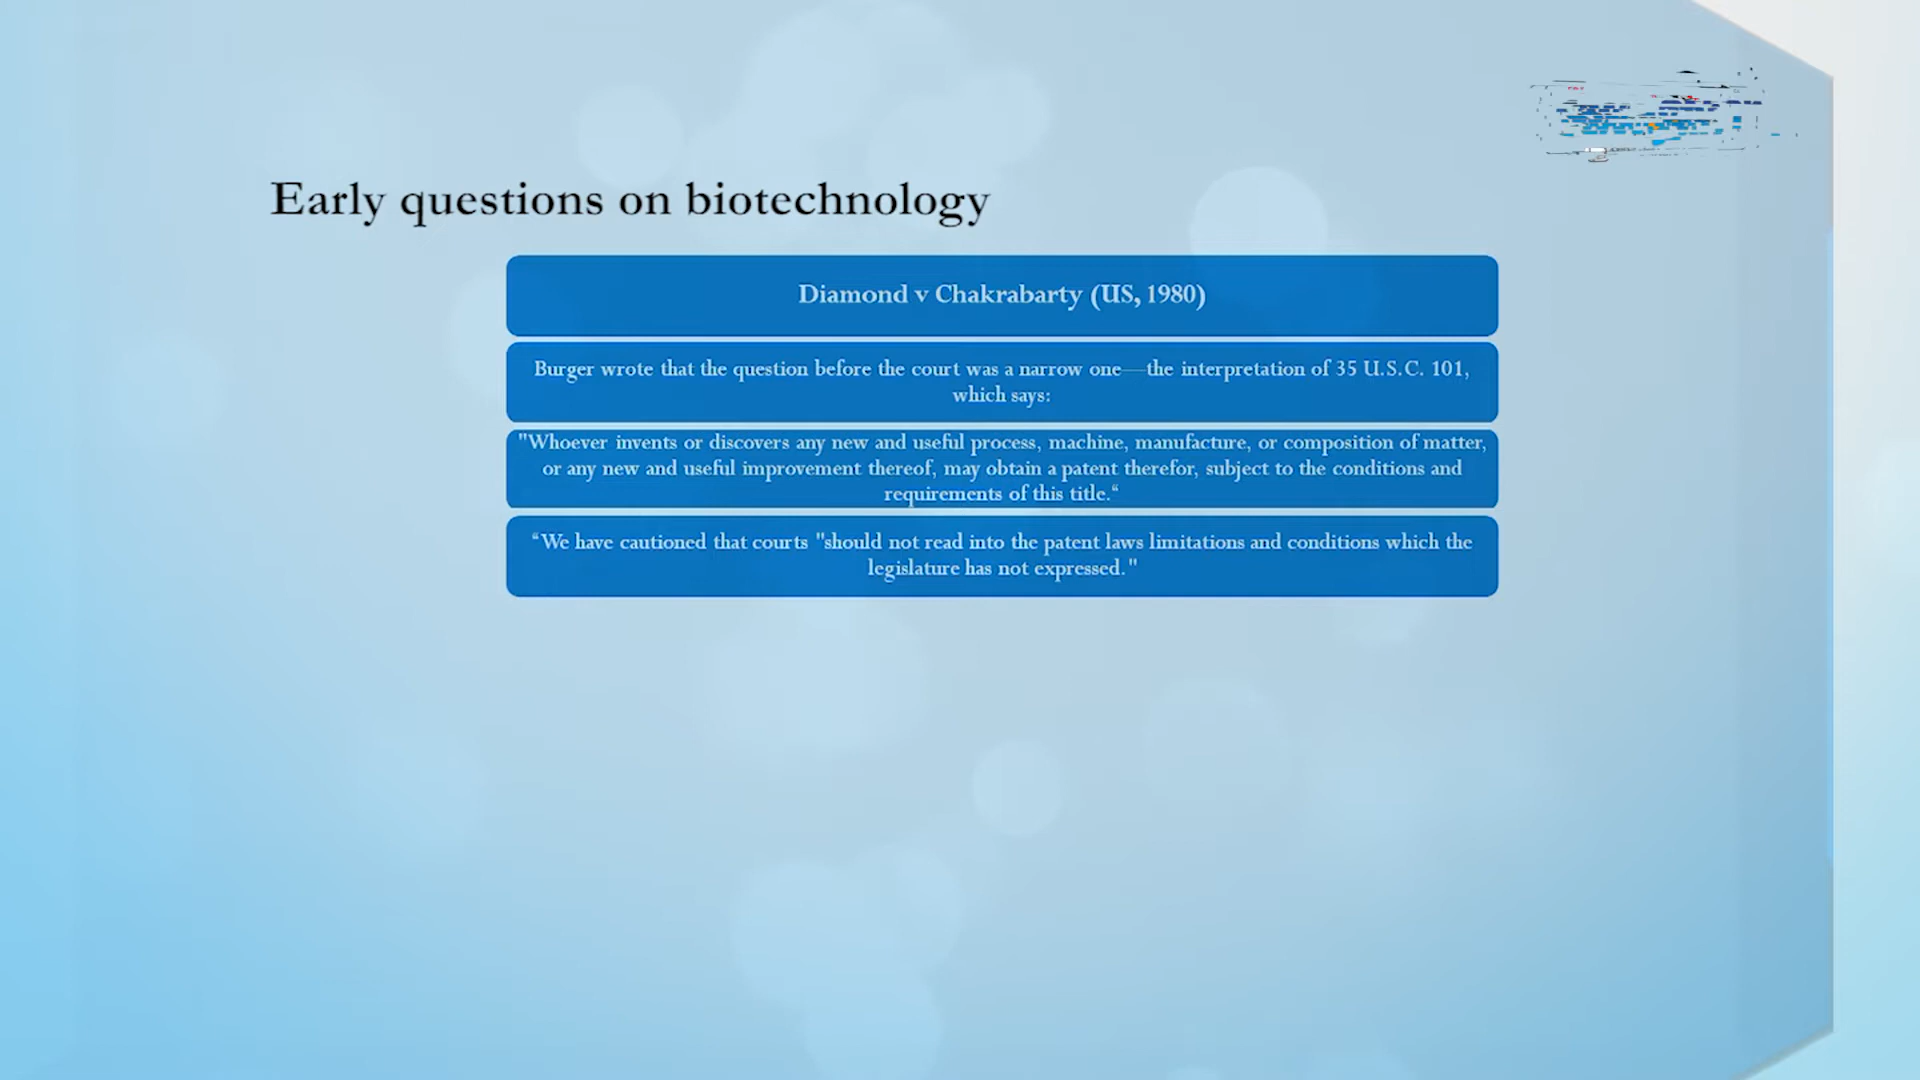 Early questions on biotechnology
Diamond v Chakrabarty (US, 1980)
Burger wrote that the question before the court was a narrow one—the interpretation of 35 U.S.C. 101,
which says:
"Whoever invents or discovers any new and useful process, machine, manufacture, or composition of matter,
or any new and useful improvement thereof, may obtain a patent therefor, subject to the conditions and
requirements of this title.“
“We have cautioned that courts "should not read into the patent laws limitations and conditions which the
legislature has not expressed."